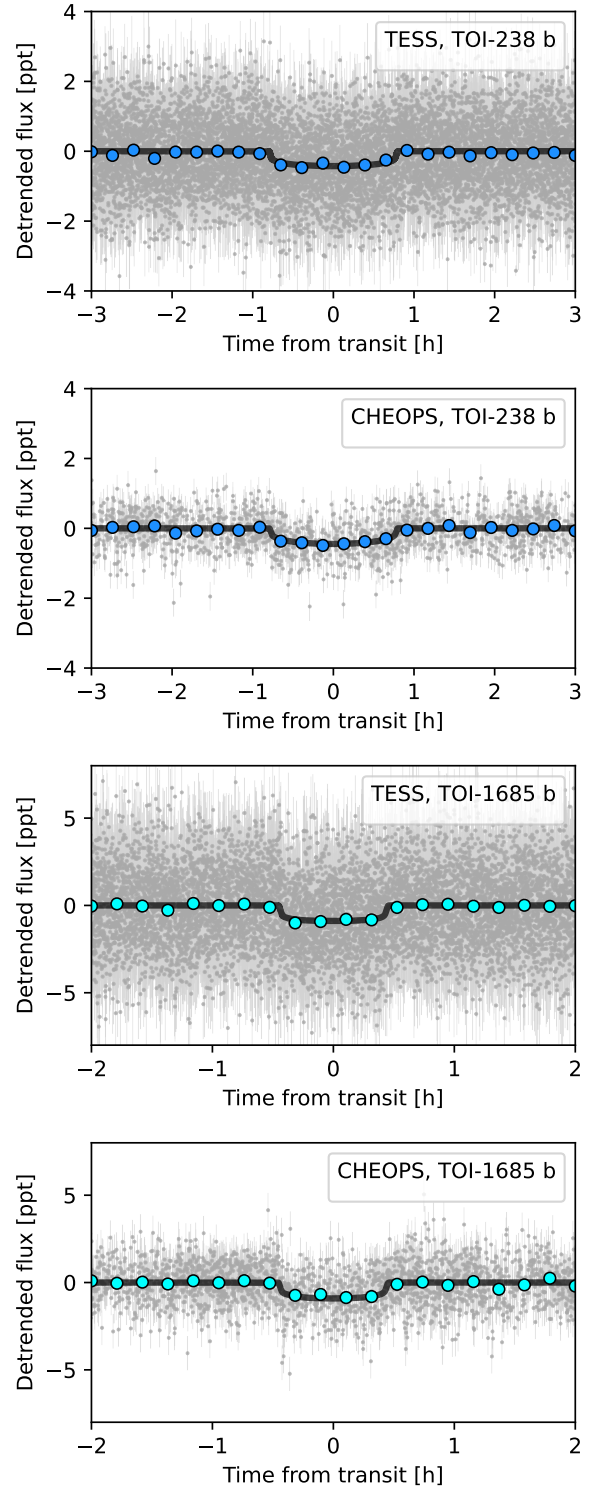 TESS, TOI-238 b
Detrended flux [ppt]
4
2
0
−2
−4
−3 −2 −1 0 1 2 3
Time from transit [h]
CHEOPS, TOI-238 b
Detrended flux [ppt]
4
2
0
−2
−4
−3 −2 −1 0 1 2 3
Time from transit [h]
TESS, TOI-1685 b
Detrended flux [ppt]
5
0
−5
−2 −1 0 1 2
Time from transit [h]
CHEOPS, TOI-1685 b
Detrended flux [ppt]
5
0
−5
−2 −1 0 1 2
Time from transit [h]